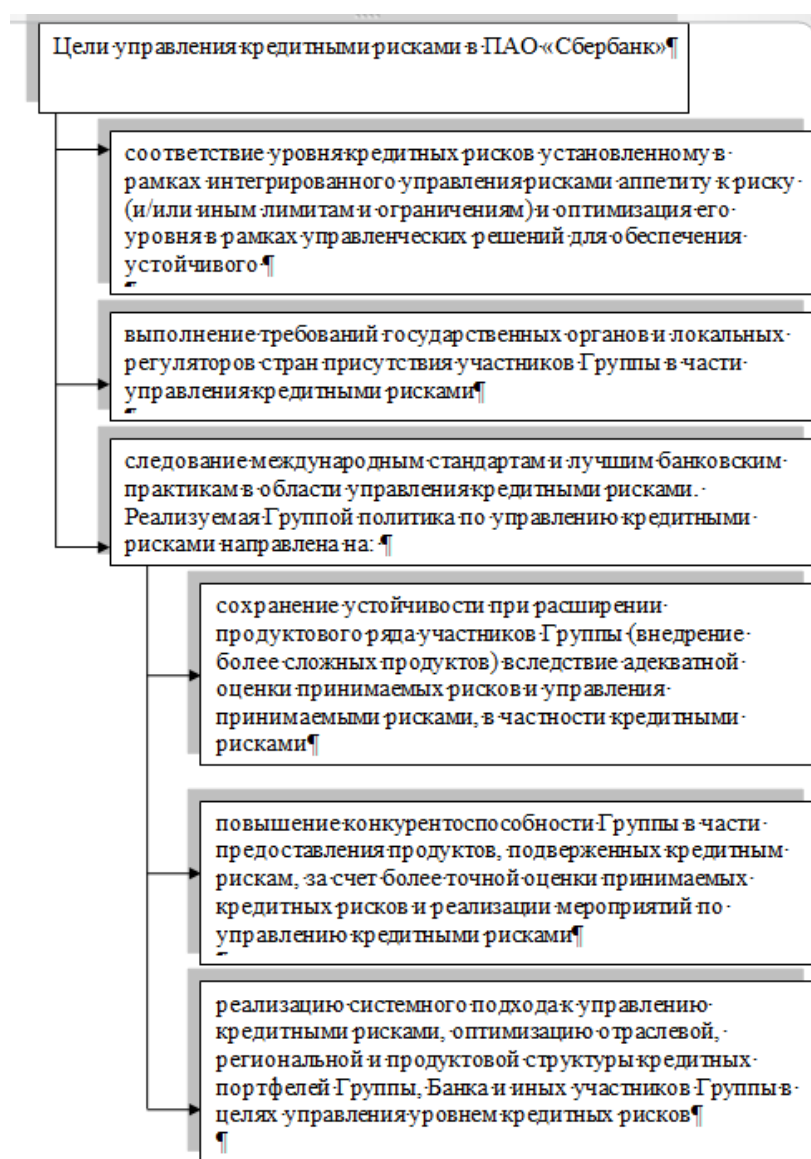 Цели управления кредитными рисками в ПАО «Сбербанк»¶
соответствие уровня кредитных рисков установленному в
рамках интегрированного управления рисками аппетиту к риску
(и/или иным лимитам и ограничениям) и оптимизация его
уровня в рамках управленческих решений для обеспечения
устойчивого ¶
выполнение требований государственных органов и локальных
регуляторов стран присутствия участников Группы в части
управления кредитными рисками¶
следование международным стандартам и лучшим банковским
практикам в области управления кредитными рисками.
Реализуемая Группой политика по управлению кредитными
рисками направлена на: ¶
сохранение устойчивости при расширении
продуктового ряда участников Группы (внедрение
более сложных продуктов) вследствие адекватной
оценки принимаемых рисков и управления
принимаемыми рисками, в частности кредитными
рисками¶
повышение конкурентоспособности Группы в части
предоставления продуктов, подверженных кредитным
рискам, за счет более точной оценки принимаемых
кредитных рисков и реализации мероприятий по
управлению кредитными рисками¶
реализацию системного подхода к управлению
кредитными рисками, оптимизацию отраслевой,
региональной и продуктовой структуры кредитных
портфелей Группы, Банка и иных участников Группы в
целях управления уровнем кредитных рисков¶
¶